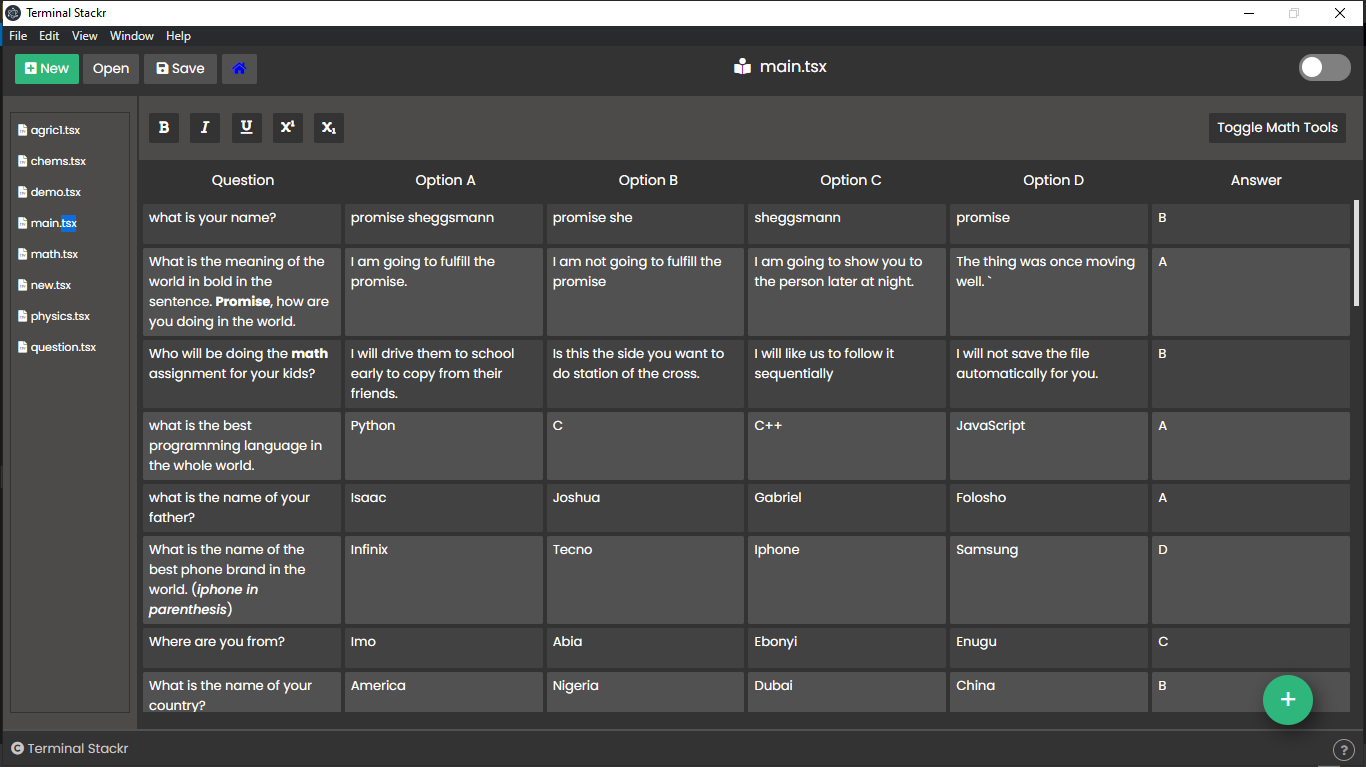 Terminal Stackr
File Edit View Window Help
New Open Save
main.tsx
agric1.tsx
chems.tsx
demo.tsx
main.tsx
math.tsx
new.tsx
physics.tsx
question.tsx
B I U X¹ X₁
Toggle Math Tools
Question Option A Option B Option C Option D Answer
what is your name? promise sheggsmann promise she sheggsmann promise B
What is the meaning of the I am going to fulfill the I am not going to fulfill the I am going to show you to The thing was once moving A
world in bold in the promise. promise the person later at night. well. `
sentence. Promise, how are
you doing in the world.
Who will be doing the math I will drive them to school Is this the side you want to I will like us to follow it I will not save the file B
assignment for your kids? early to copy from their do station of the cross. sequentially automatically for you.
friends.
what is the best Python C C++ JavaScript A
programming language in
the whole world.
what is the name of your Isaac Joshua Gabriel Folosho A
father?
What is the name of the Infinix Tecno Iphone Samsung D
best phone brand in the
world. (iphone in
parenthesis)
Where are you from? Imo Abia Ebonyi Enugu C
What is the name of your America Nigeria Dubai China B
country?
+
C Terminal Stackr
?